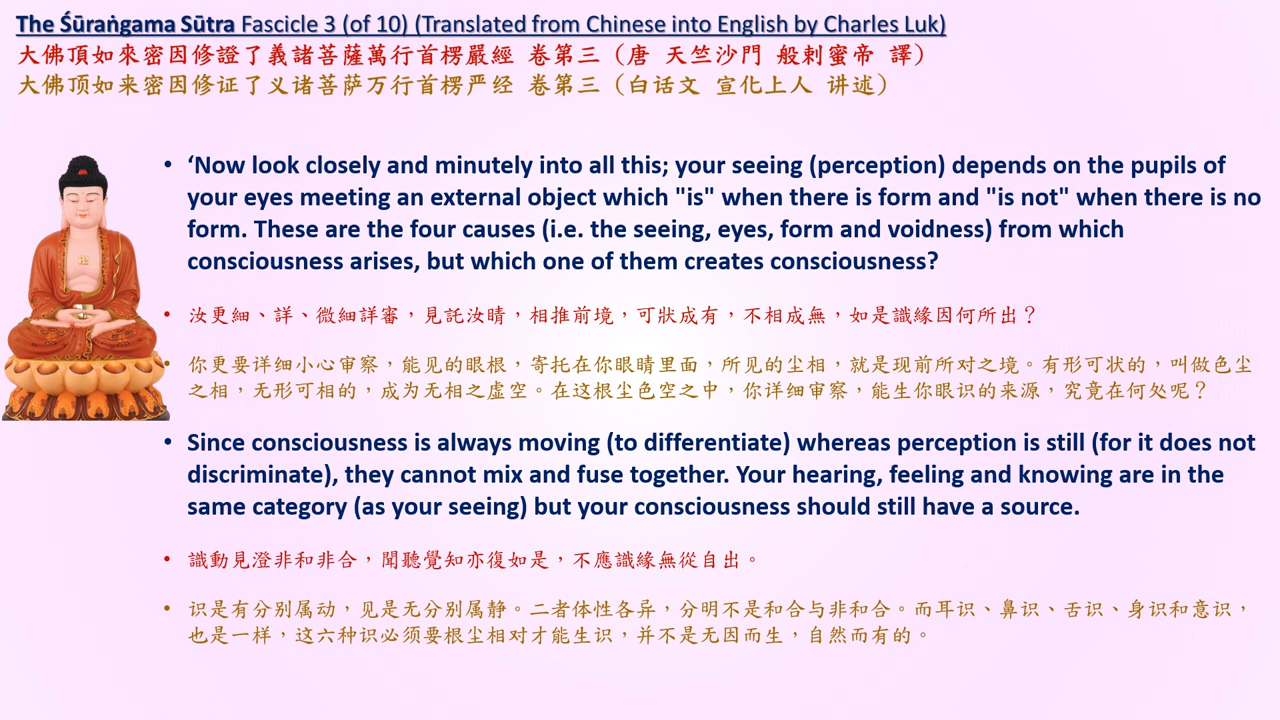 The Śūraṅgama Sūtra Fascicle 3 (of 10) (Translated from Chinese into English by Charles Luk)
大佛頂如來密因修證了義諸菩薩萬行首楞嚴經 卷第三（唐 天竺沙門 般剌蜜帝 譯）
大佛顶如来密因修证了义诸菩萨万行首楞严经 卷第三（白话文 宣化上人 讲述）
• ‘Now look closely and minutely into all this; your seeing (perception) depends on the pupils of
your eyes meeting an external object which "is" when there is form and "is not" when there is no
form. These are the four causes (i.e. the seeing, eyes, form and voidness) from which
consciousness arises, but which one of them creates consciousness?
• 汝更細、詳、微細詳審，見託汝睛，相推前境，可狀成有，不相成無，如是識緣因何所出？
• 你更要详细小心审察，能见的眼根，寄托在你眼睛里面，所见的尘相，就是现前所对之境。有形可状的，叫做色尘
之相，无形可相的，成为无相之虚空。在这根尘色空之中，你详细审察，能生你眼识的来源，究竟在何处呢？
• Since consciousness is always moving (to differentiate) whereas perception is still (for it does not
discriminate), they cannot mix and fuse together. Your hearing, feeling and knowing are in the
same category (as your seeing) but your consciousness should still have a source.
• 識動見澄非和非合，聞聽覺知亦復如是，不應識緣無從自出。
• 识是有分别属动，见是无分别属静。二者体性各异，分明不是和合与非和合。而耳识、鼻识、舌识、身识和意识，
也是一样，这六种识必须要根尘相对才能生识，并不是无因而生，自然而有的。